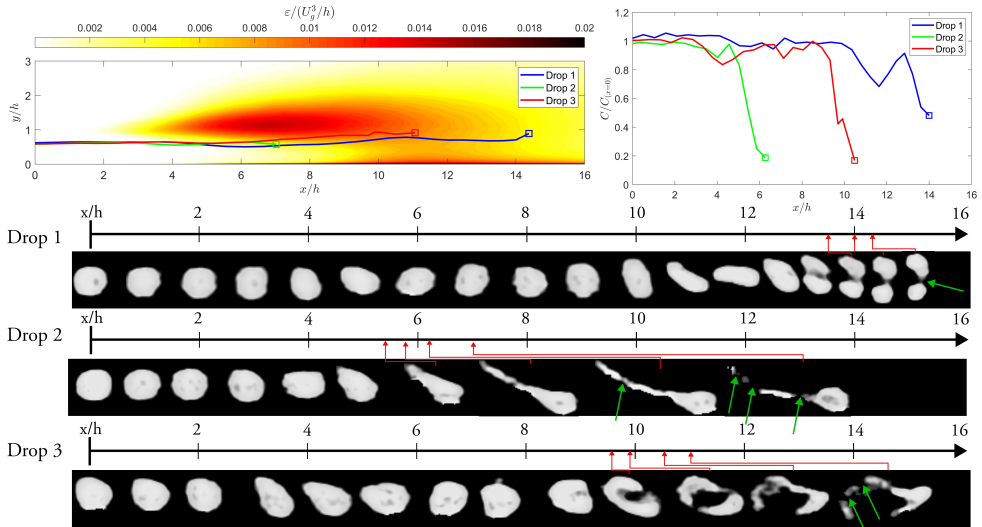 ε/(U_g^3/h)
0.002 0.004 0.006 0.008 0.01 0.012 0.014 0.016 0.018 0.02
y/h
3
2
1
0
Drop 1
Drop 2
Drop 3
0 2 4 6 8 10 12 14 16
x/h
C/C_(x=0)
1.2
1
0.8
0.6
0.4
0.2
0
Drop 1
Drop 2
Drop 3
0 2 4 6 8 10 12 14 16
x/h
x/h 2 4 6 8 10 12 14 16
Drop 1
x/h 2 4 6 8 10 12 14 16
Drop 2
x/h 2 4 6 8 10 12 14 16
Drop 3